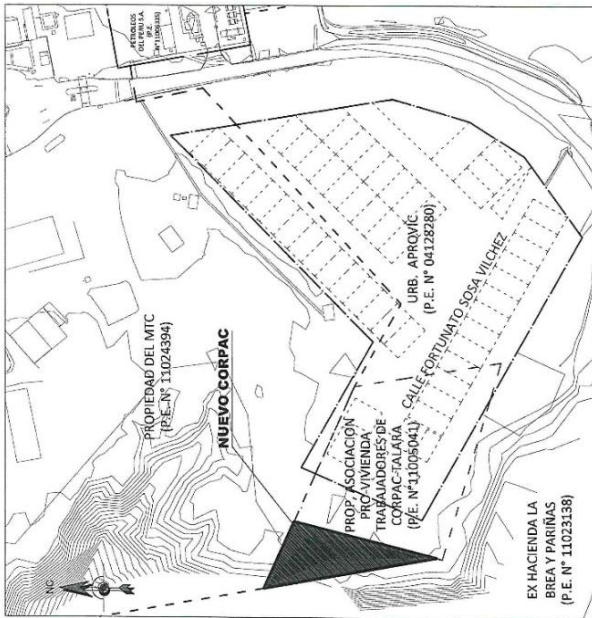 PETROLEOS
DEL PERU S.A.
(P.E.
N°11005335)
PROPIEDAD DEL MTC
(P.E. N° 11024394)
NUEVO CORPAC
NC
URB. APROVIC
(P.E. N° 04128280)
CALLE FORTUNATO SOSA VILCHEZ
PROP. ASOCIACION
PRO-VIVIENDA
TRABAJADORES DE
CORPAC-TALARA
(P.E. N°11005041)
EX HACIENDA LA
BREA Y PARIÑAS
(P.E. N° 11023138)